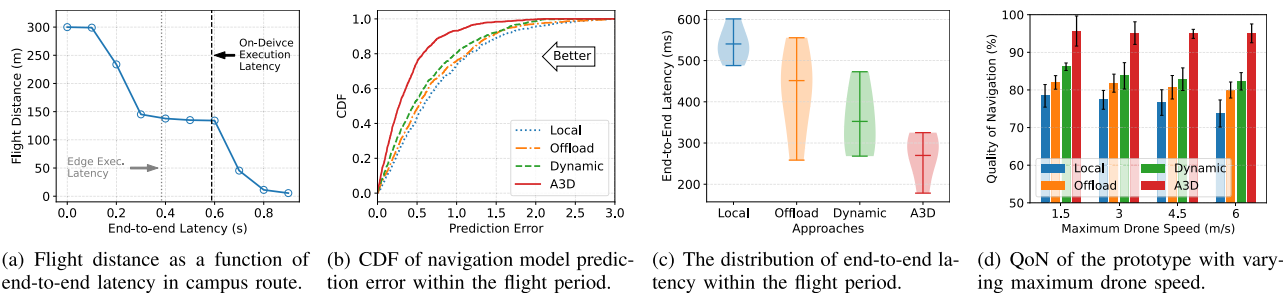 300
250
200
150
100
50
0
Flight Distance (m)
0.0 0.2 0.4 0.6 0.8
End-to-end Latency (s)
On-Deivce
Execution
Latency
Edge Exec.
Latency
(a) Flight distance as a function of
end-to-end latency in campus route.
1.0
0.8
0.6
0.4
0.2
0.0
CDF
0.0 0.5 1.0 1.5 2.0 2.5 3.0
Prediction Error
Better
Local
Offload
Dynamic
A3D
(b) CDF of navigation model predic-
tion error within the flight period.
600
500
400
300
200
End-to-End Latency (ms)
Local Offload Dynamic A3D
Approaches
(c) The distribution of end-to-end la-
tency within the flight period.
100
90
80
70
60
50
Quality of Navigation (%)
Local
Offload
Dynamic
A3D
1.5 3 4.5 6
Maximum Drone Speed (m/s)
(d) QoN of the prototype with vary-
ing maximum drone speed.